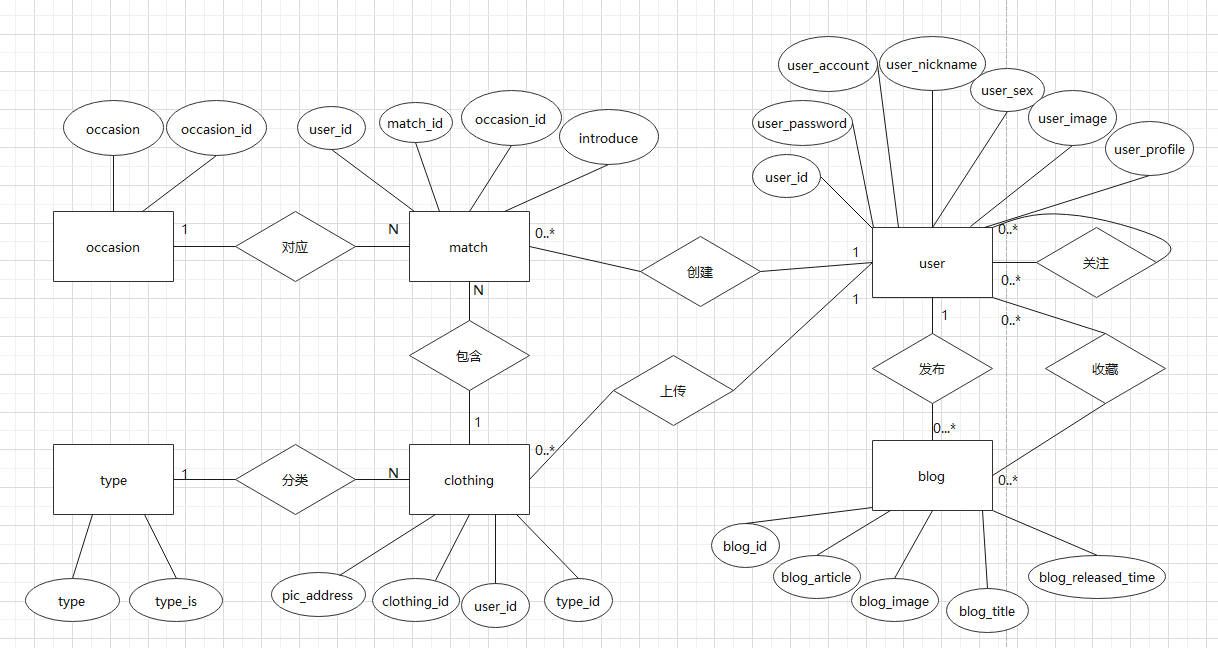 user_account
user_nickname
user_sex
user_image
user_profile
user_password
user_id
occasion
occasion_id
user_id
match_id
occasion_id
introduce
occasion
1
对应
N
match
0..*
创建
1
user
0..*
关注
0..*
1
0..*
1
N
包含
1
上传
0..*
发布
收藏
0...*
0..*
type
1
分类
N
clothing
blog
type
type_is
pic_address
clothing_id
user_id
type_id
blog_id
blog_article
blog_image
blog_title
blog_released_time